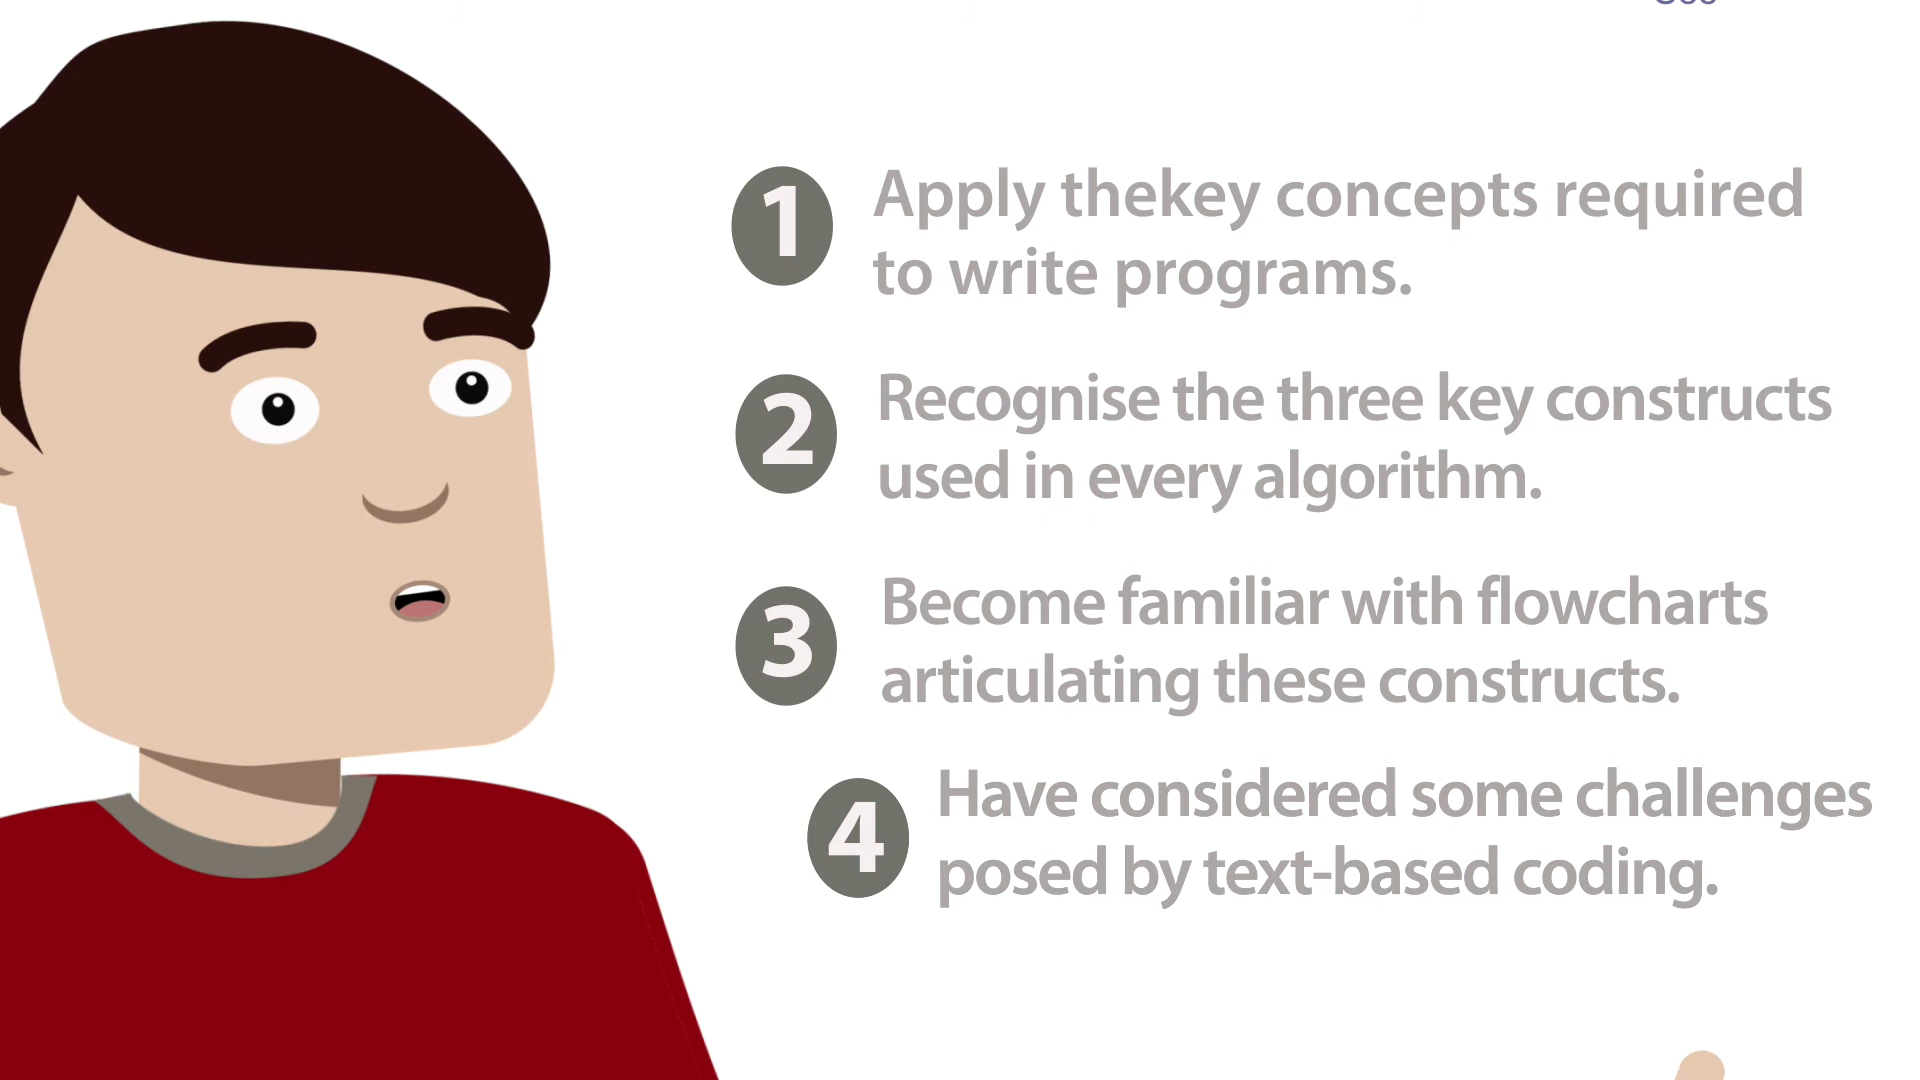 1 Apply thekey concepts required
to write programs.
2 Recognise the three key constructs
used in every algorithm.
3 Become familiar with flowcharts
articulating these constructs.
4 Have considered some challenges
posed by text-based coding.